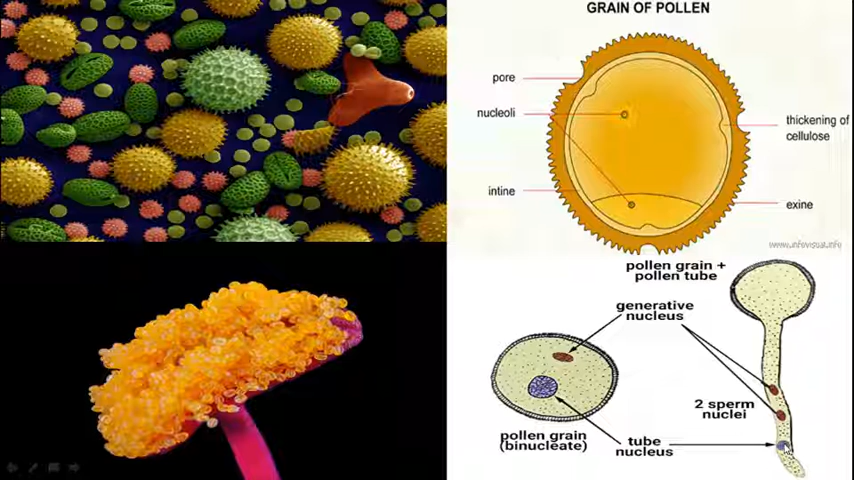 GRAIN OF POLLEN
pore
nucleoli
thickening of
cellulose
intine
exine
www.infovisual.info
pollen grain +
pollen tube
generative
nucleus
2 sperm
nuclei
pollen grain
(binucleate)
tube
nucleus